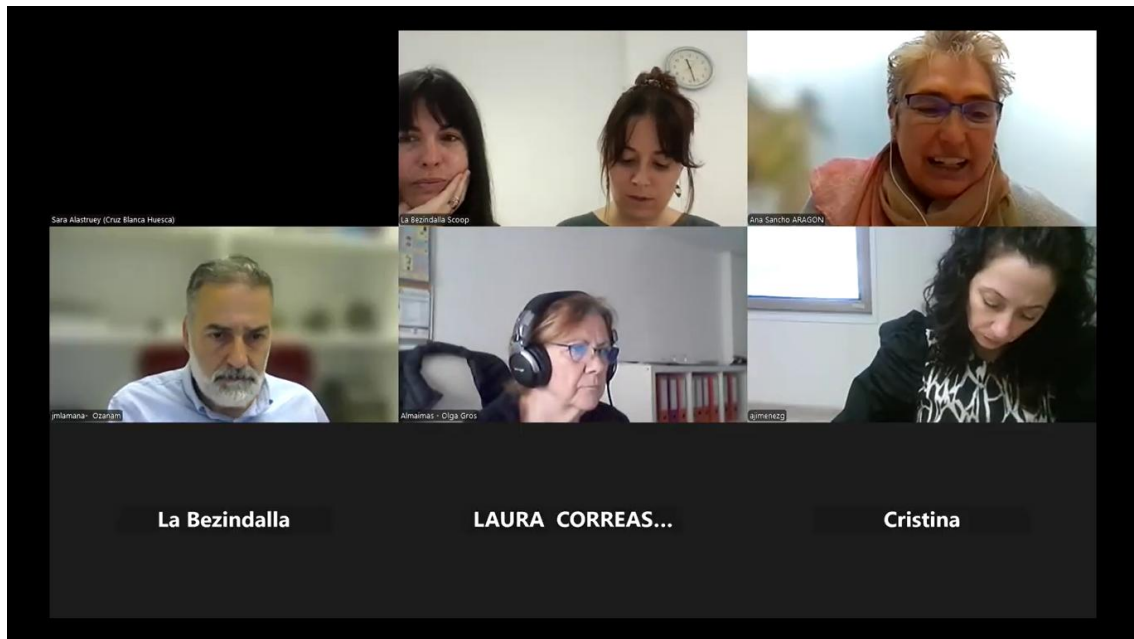 Sara Alastruey (Cruz Blanca Huesca)
La Bezindalla Scoop
Ana Sancho ARAGON
jmlamana- Ozanam
Almaimas - Olga Gros
ajimenezg
La Bezindalla
LAURA CORREAS...
Cristina